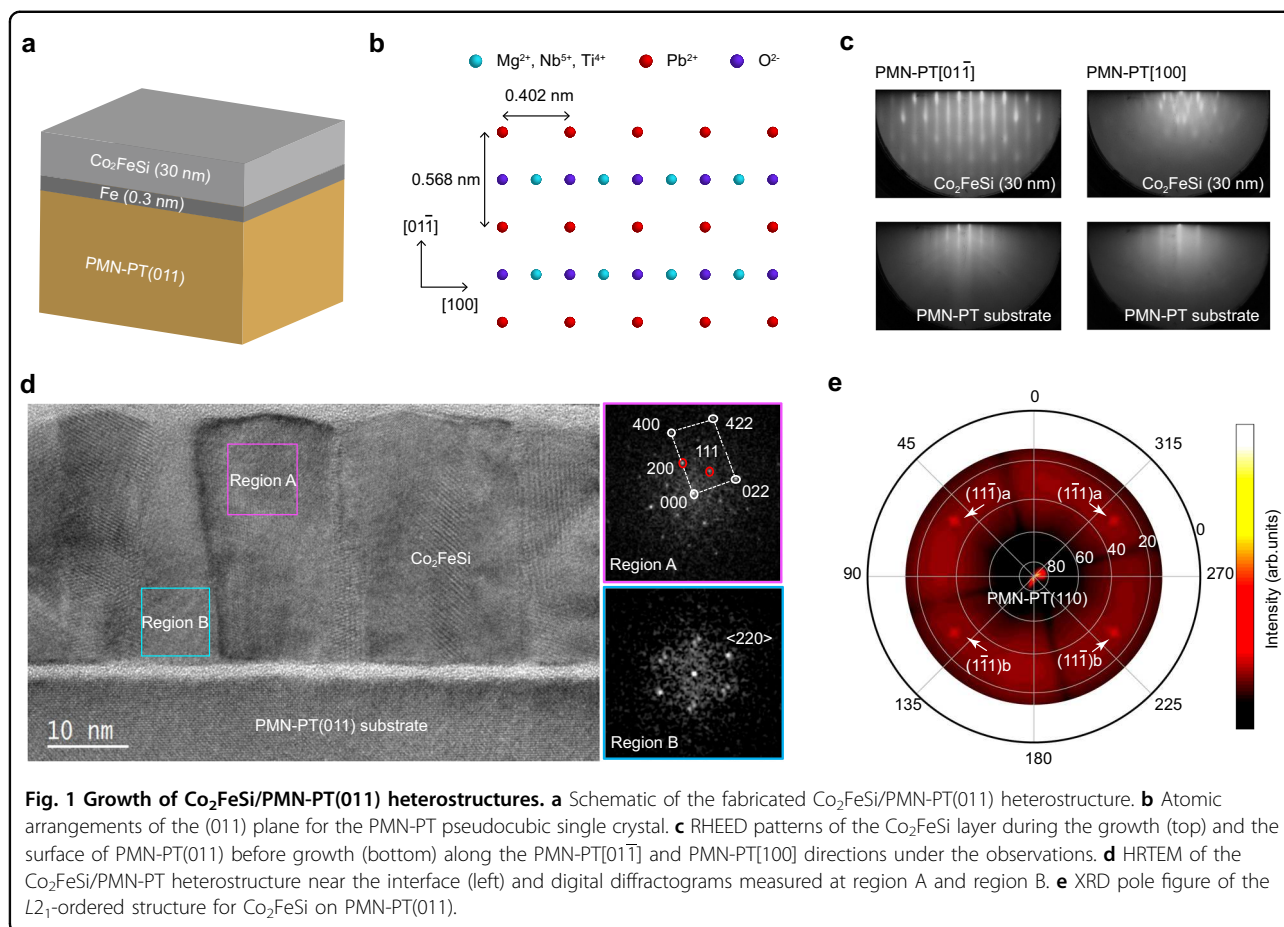 a
Co₂FeSi (30 nm)
Fe (0.3 nm)
PMN-PT(011)
b
Mg²⁺, Nb⁵⁺, Ti⁴⁺ Pb²⁺ O²⁻
0.402 nm
0.568 nm
[011̅]
[100]
c
PMN-PT[011̅] PMN-PT[100]
Co₂FeSi (30 nm) Co₂FeSi (30 nm)
PMN-PT substrate PMN-PT substrate
d
Region A
Co₂FeSi
Region B
PMN-PT(011) substrate
10 nm
400 422
111
200
022
000
Region A
<220>
Region B
e
0
45 315
(11̅1̅)a (1̅1̅1)a
0
20
40
60
80
90 270
PMN-PT(110)
(1̅1̅1)b (11̅1̅)b
135 225
180
Intensity (arb.units)
Fig. 1 Growth of Co₂FeSi/PMN-PT(011) heterostructures. a Schematic of the fabricated Co₂FeSi/PMN-PT(011) heterostructure. b Atomic
arrangements of the (011) plane for the PMN-PT pseudocubic single crystal. c RHEED patterns of the Co₂FeSi layer during the growth (top) and the
surface of PMN-PT(011) before growth (bottom) along the PMN-PT[011̅] and PMN-PT[100] directions under the observations. d HRTEM of the
Co₂FeSi/PMN-PT heterostructure near the interface (left) and digital diffractograms measured at region A and region B. e XRD pole figure of the
L2₁-ordered structure for Co₂FeSi on PMN-PT(011).